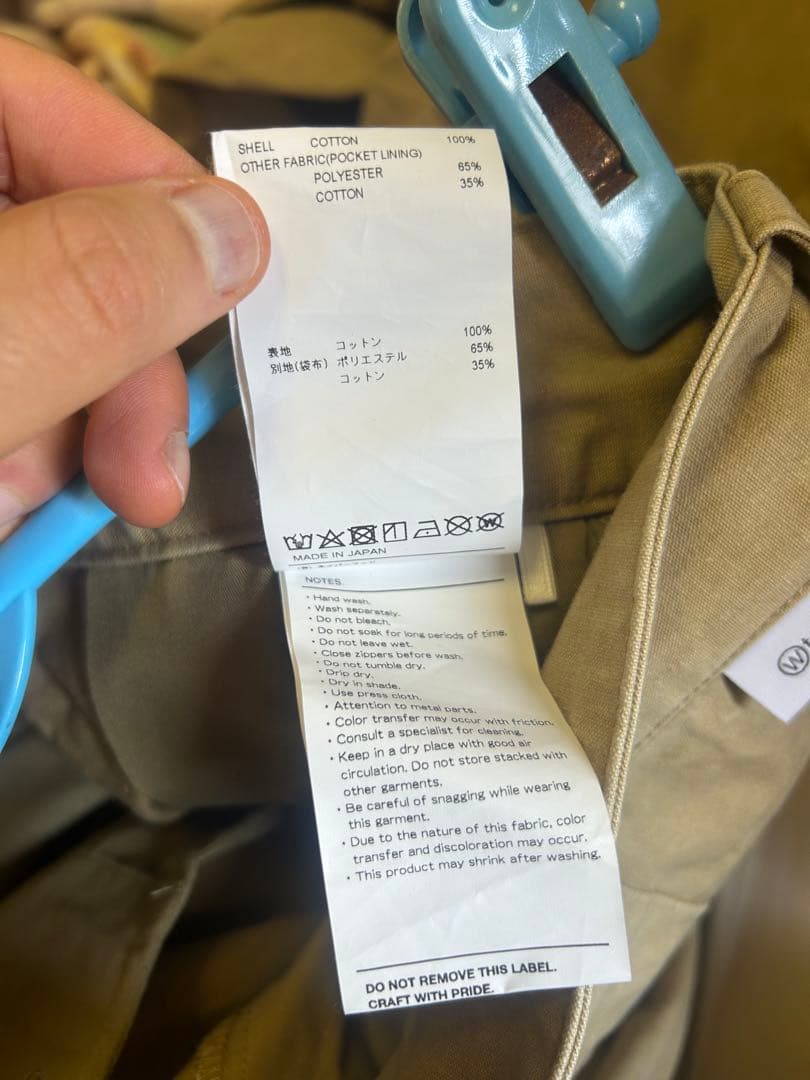 SHELL COTTON 100%
OTHER FABRIC(POCKET LINING)
POLYESTER 65%
COTTON 35%
表地 コットン 100%
別地(袋布) ポリエステル 65%
コットン 35%
MADE IN JAPAN
NOTES
・Hand wash.
・Wash separately.
・Do not bleach.
・Do not soak for long periods of time.
・Do not leave wet.
・Close zippers before wash.
・Do not tumble dry.
・Drip dry.
・Dry in shade.
・Use press cloth.
・Attention to metal parts.
・Color transfer may occur with friction.
・Consult a specialist for cleaning.
・Keep in a dry place with good air
circulation. Do not store stacked with
other garments.
・Be careful of snagging while wearing
this garment.
・Due to the nature of this fabric, color
transfer and discoloration may occur.
・This product may shrink after washing.
DO NOT REMOVE THIS LABEL.
CRAFT WITH PRIDE.